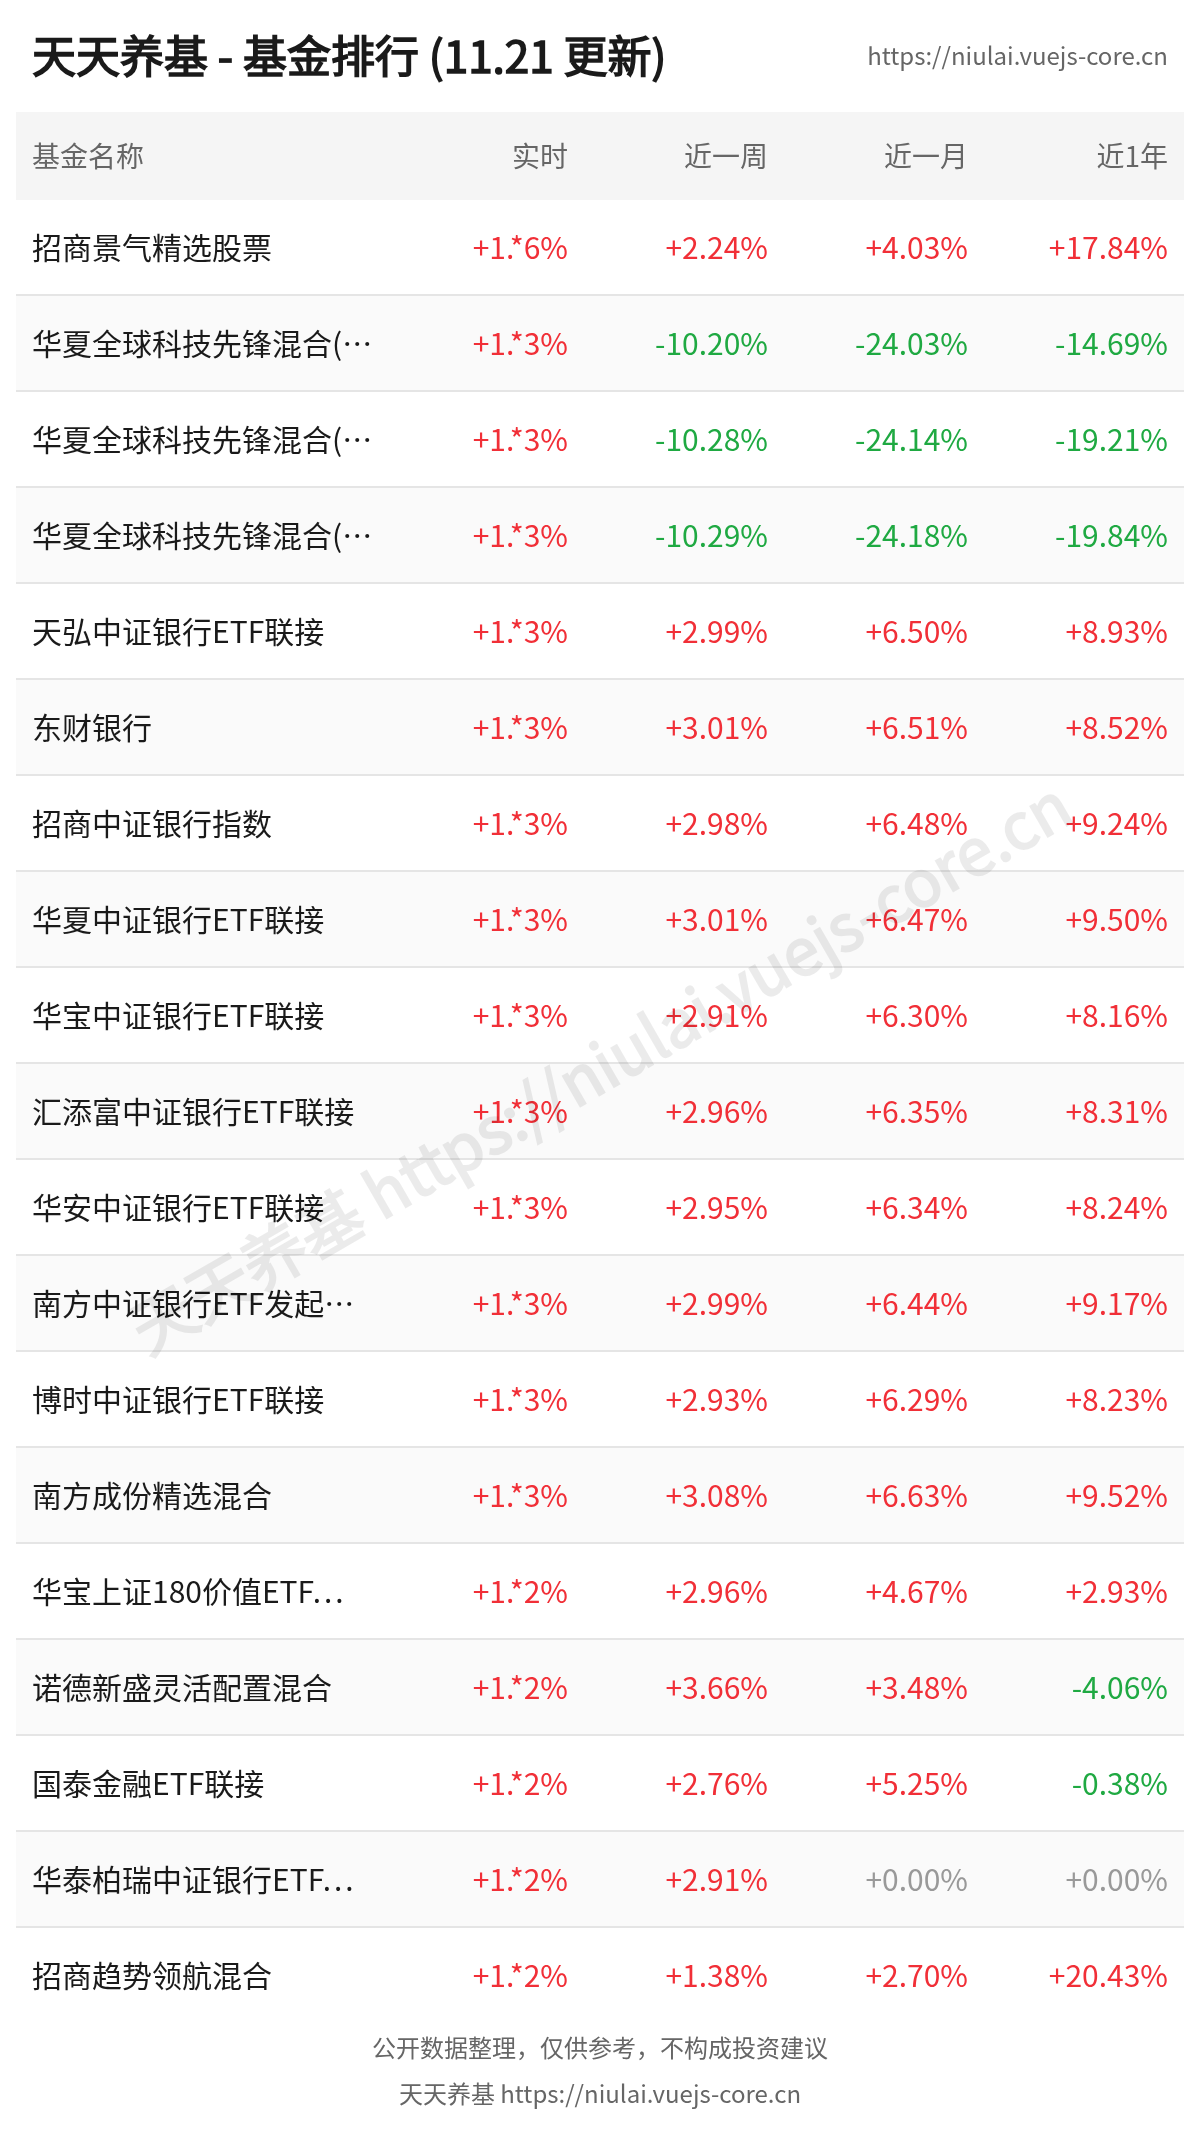 天天养基 - 基金排行 (11.21 更新) https://niulai.vuejs-core.cn
基金名称 实时 近一周 近一月 近1年
招商景气精选股票 +1.*6% +2.24% +4.03% +17.84%
华夏全球科技先锋混合(··· +1.*3% -10.20% -24.03% -14.69%
华夏全球科技先锋混合(··· +1.*3% -10.28% -24.14% -19.21%
华夏全球科技先锋混合(··· +1.*3% -10.29% -24.18% -19.84%
天弘中证银行ETF联接 +1.*3% +2.99% +6.50% +8.93%
东财银行 +1.*3% +3.01% +6.51% +8.52%
招商中证银行指数 +1.*3% +2.98% +6.48% +9.24%
华夏中证银行ETF联接 +1.*3% +3.01% +6.47% +9.50%
华宝中证银行ETF联接 +1.*3% +2.91% +6.30% +8.16%
汇添富中证银行ETF联接 +1.*3% +2.96% +6.35% +8.31%
华安中证银行ETF联接 +1.*3% +2.95% +6.34% +8.24%
南方中证银行ETF发起··· +1.*3% +2.99% +6.44% +9.17%
博时中证银行ETF联接 +1.*3% +2.93% +6.29% +8.23%
南方成份精选混合 +1.*3% +3.08% +6.63% +9.52%
华宝上证180价值ETF... +1.*2% +2.96% +4.67% +2.93%
诺德新盛灵活配置混合 +1.*2% +3.66% +3.48% -4.06%
国泰金融ETF联接 +1.*2% +2.76% +5.25% -0.38%
华泰柏瑞中证银行ETF... +1.*2% +2.91% +0.00% +0.00%
招商趋势领航混合 +1.*2% +1.38% +2.70% +20.43%
公开数据整理，仅供参考，不构成投资建议
天天养基 https://niulai.vuejs-core.cn
天天养基 https://niulai.vuejs-core.cn